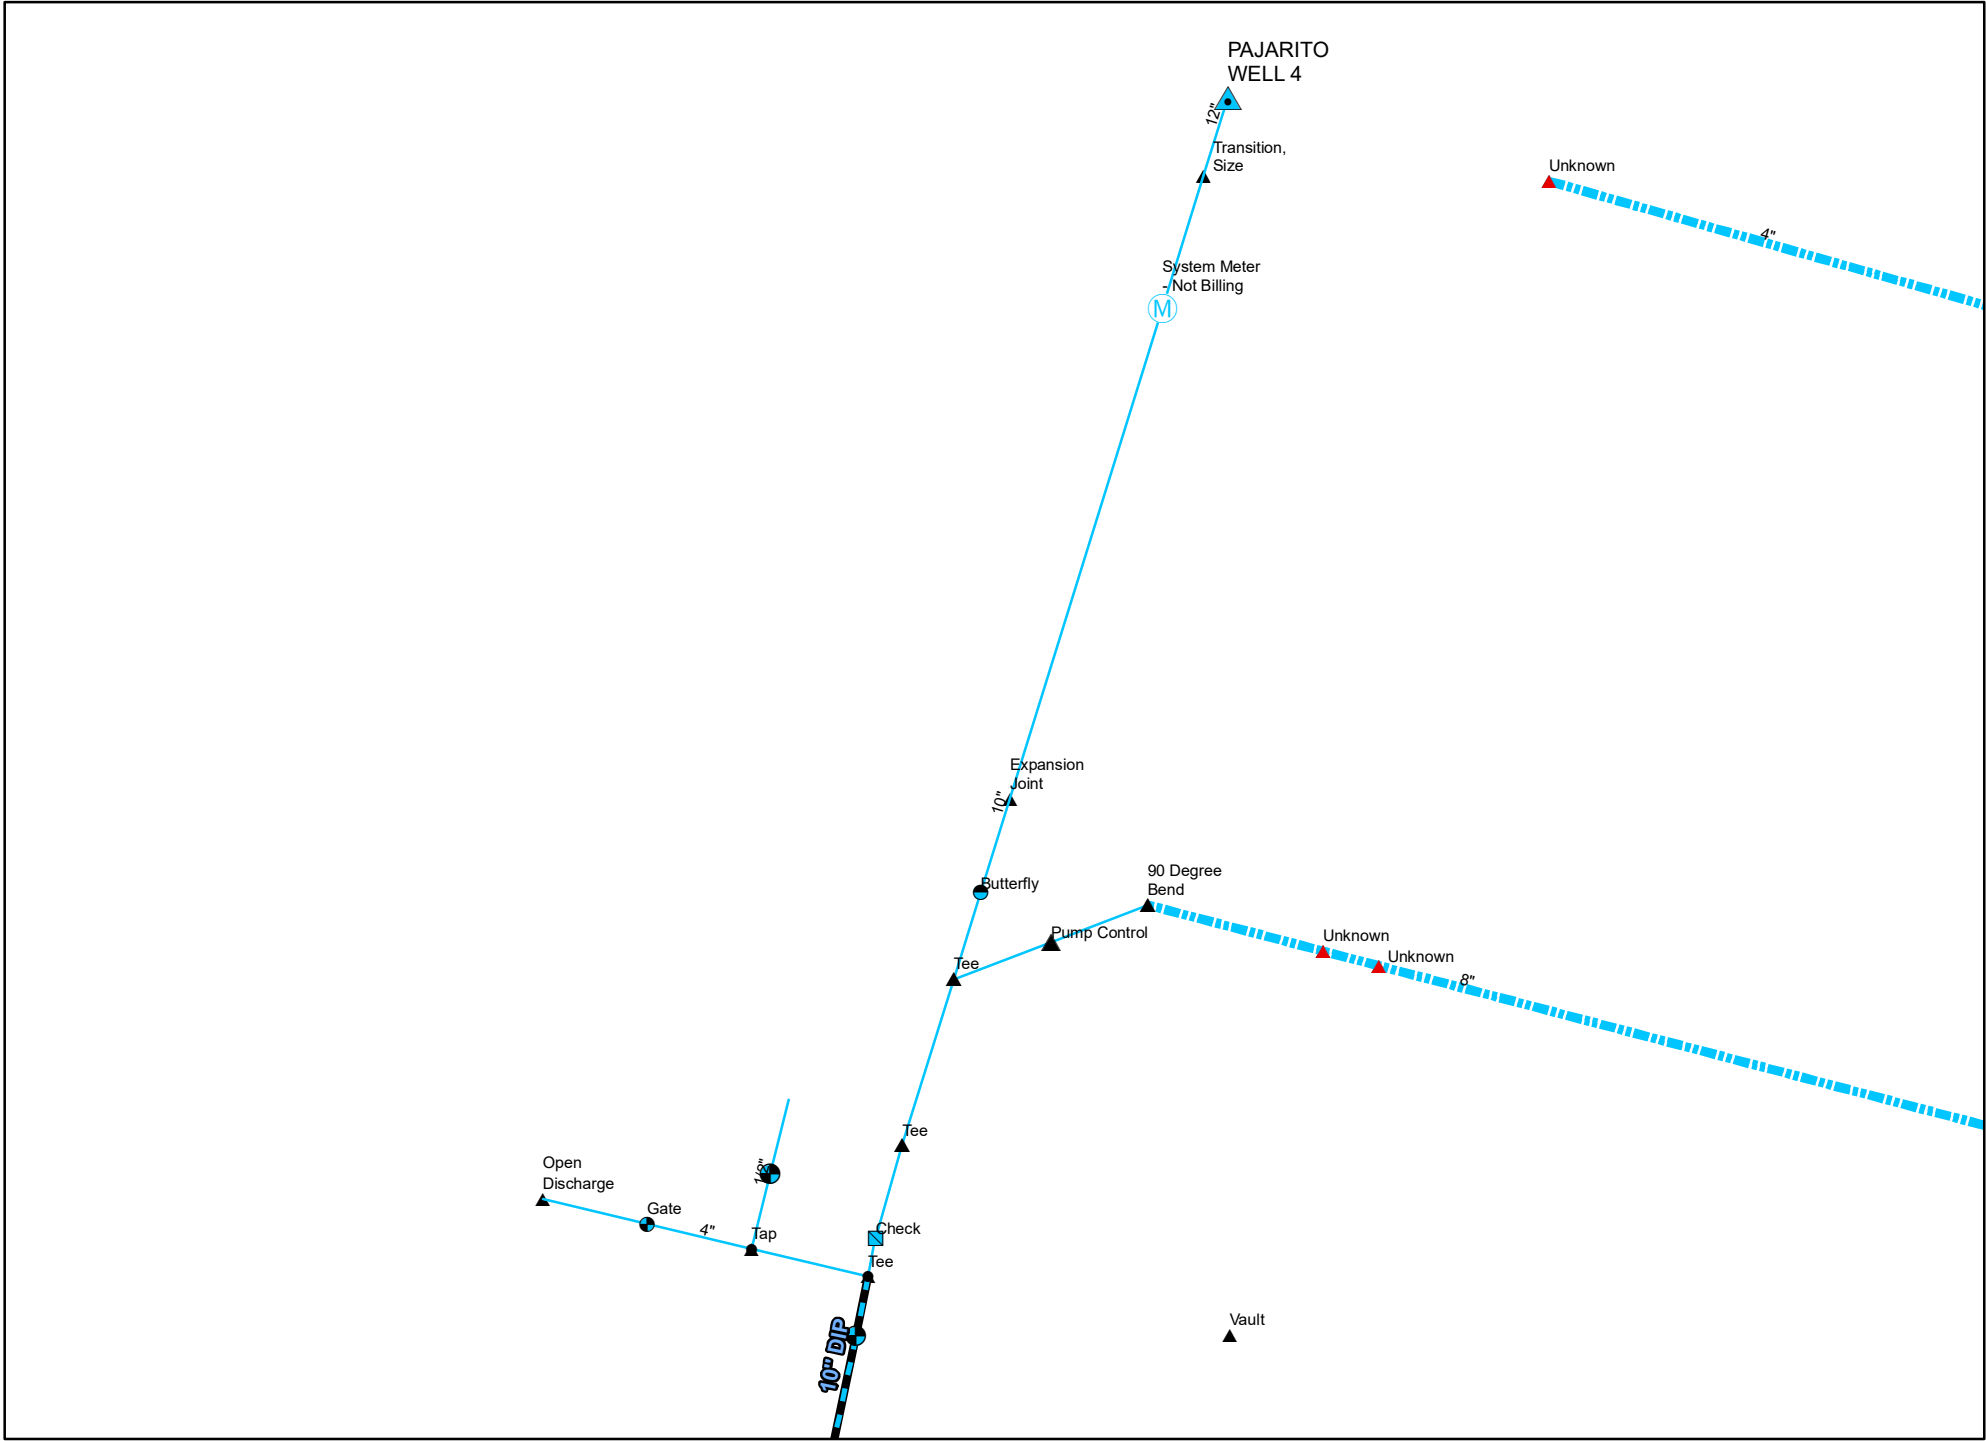 PAJARITO
WELL 4
12"
Transition,
Size
Unknown
4"
System Meter
- Not Billing
M
Expansion
Joint
10"
90 Degree
Bend
Butterfly
Pump Control
Unknown
Unknown
Tee
8"
Tee
Open
Discharge
Gate
4"
Tap
Check
Tee
Vault
10" DIP